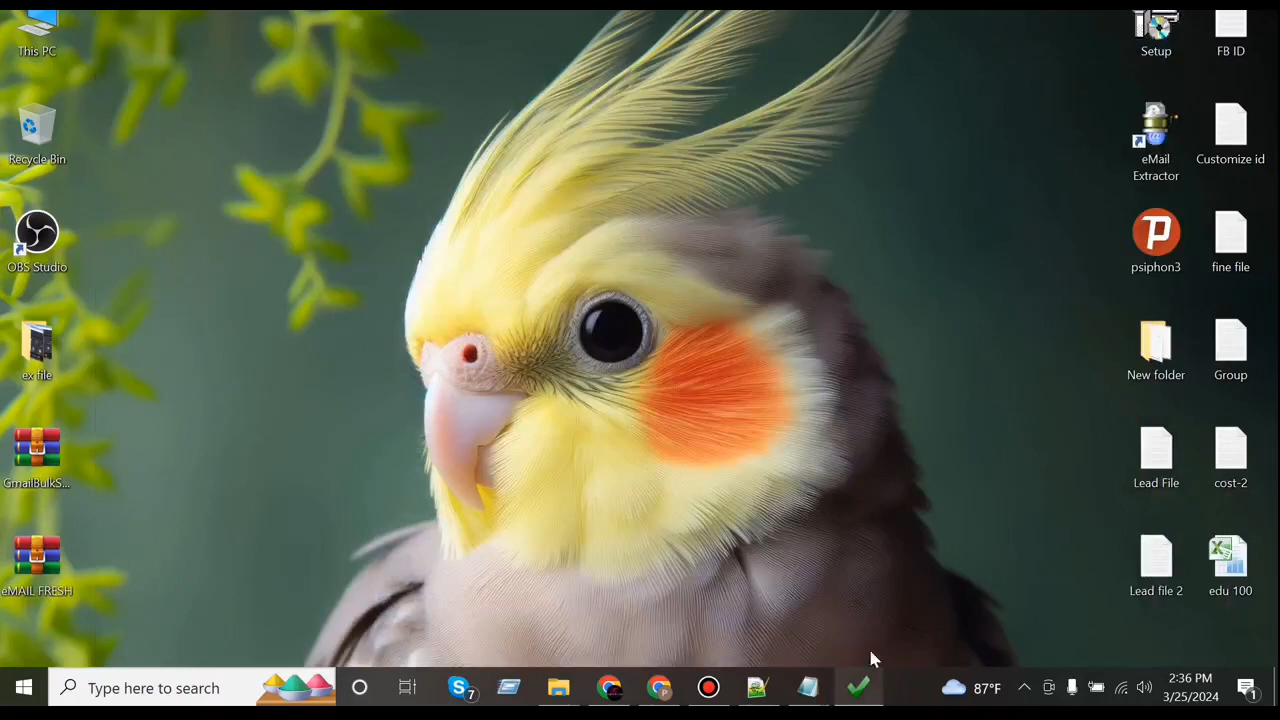 This PC
Setup
FB ID
Recycle Bin
eMail
Extractor
Customize id
OBS Studio
psiphon3
fine file
ex file
New folder
Group
GmailBulkS...
Lead File
cost-2
eMAIL FRESH
Lead file 2
edu 100
Type here to search
7
87°F
2:36 PM
3/25/2024
1